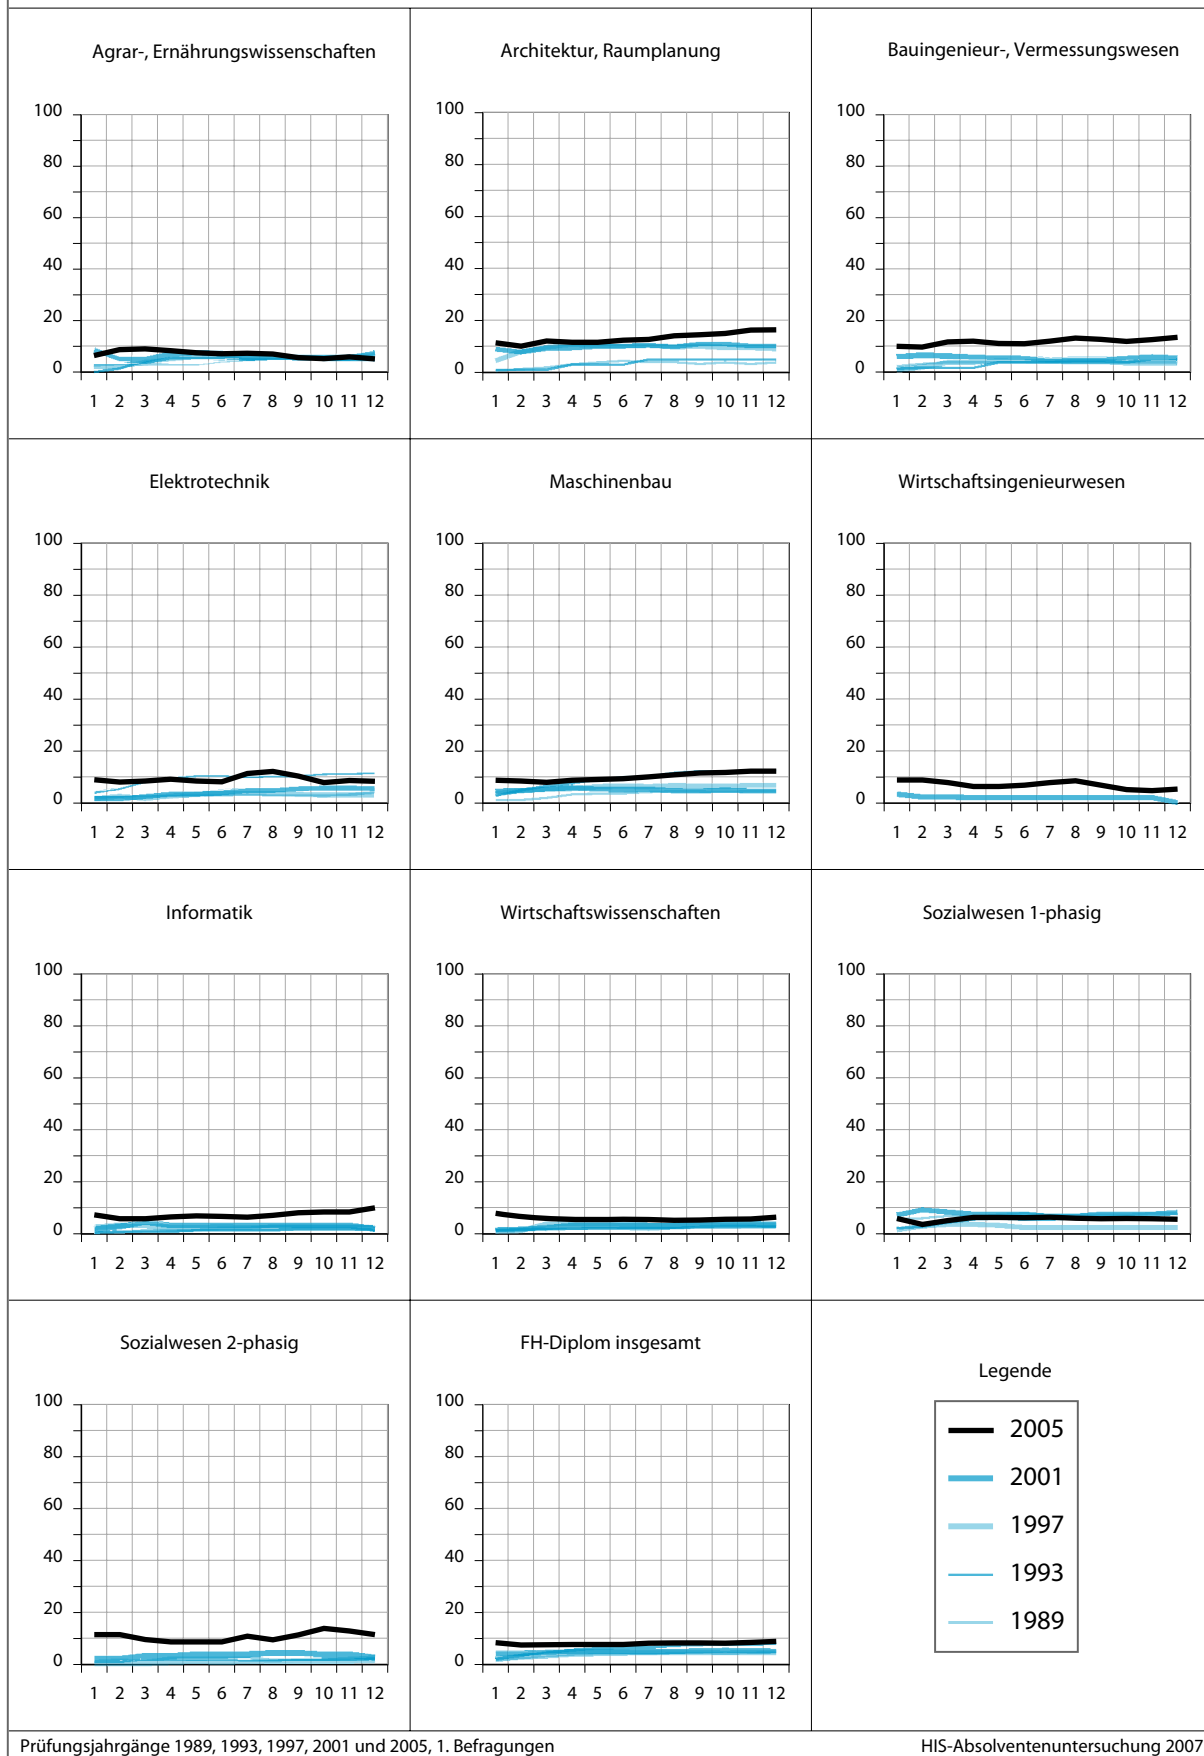 Agrar-, Ernährungswissenschaften
100
80
60
40
20
0
1 2 3 4 5 6 7 8 9 10 11 12
Architektur, Raumplanung
100
80
60
40
20
0
1 2 3 4 5 6 7 8 9 10 11 12
Bauingenieur-, Vermessungswesen
100
80
60
40
20
0
1 2 3 4 5 6 7 8 9 10 11 12
Elektrotechnik
100
80
60
40
20
0
1 2 3 4 5 6 7 8 9 10 11 12
Maschinenbau
100
80
60
40
20
0
1 2 3 4 5 6 7 8 9 10 11 12
Wirtschaftsingenieurwesen
100
80
60
40
20
0
1 2 3 4 5 6 7 8 9 10 11 12
Informatik
100
80
60
40
20
0
1 2 3 4 5 6 7 8 9 10 11 12
Wirtschaftswissenschaften
100
80
60
40
20
0
1 2 3 4 5 6 7 8 9 10 11 12
Sozialwesen 1-phasig
100
80
60
40
20
0
1 2 3 4 5 6 7 8 9 10 11 12
Sozialwesen 2-phasig
100
80
60
40
20
0
1 2 3 4 5 6 7 8 9 10 11 12
FH-Diplom insgesamt
100
80
60
40
20
0
1 2 3 4 5 6 7 8 9 10 11 12
Legende
2005
2001
1997
1993
1989
Prüfungsjahrgänge 1989, 1993, 1997, 2001 und 2005, 1. Befragungen
HIS-Absolventenuntersuchung 2007